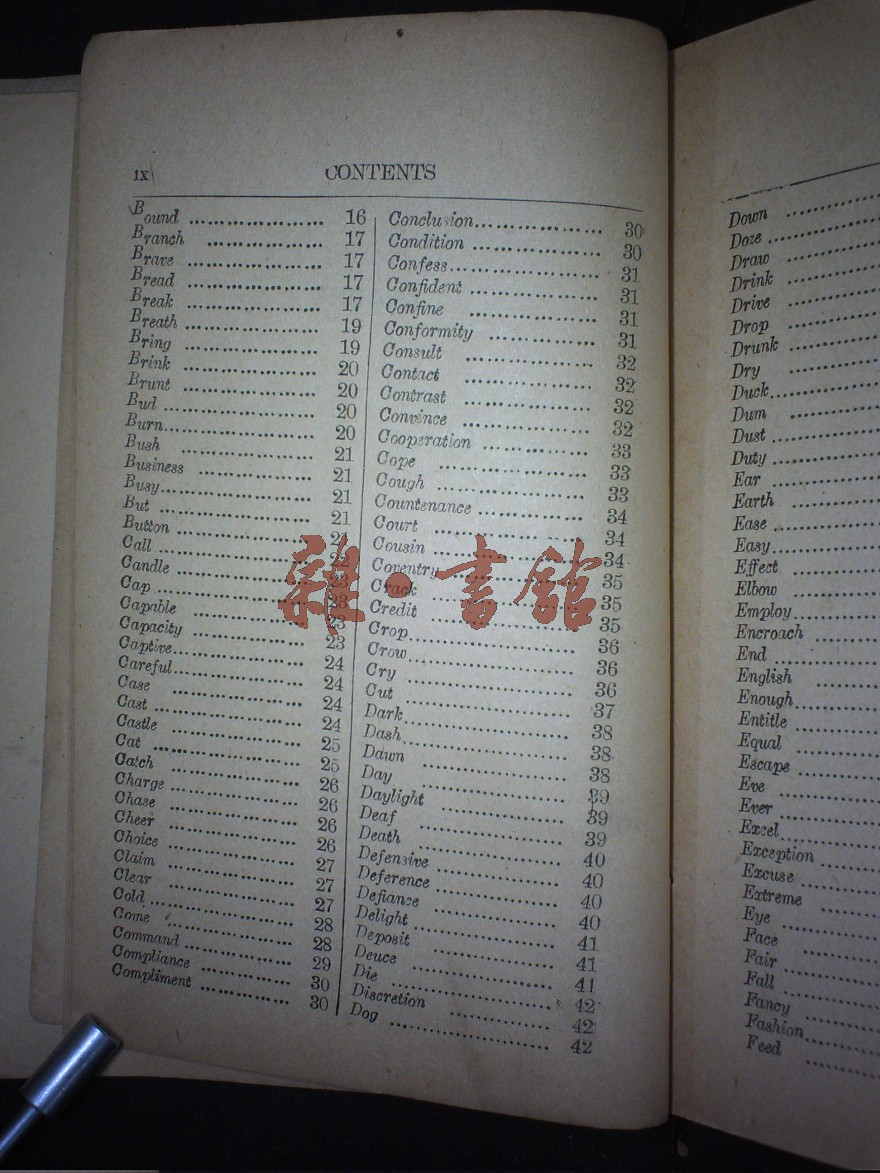 ix
CONTENTS
Bound ........ 16
Branch ........ 17
Brave ........ 17
Bread ........ 17
Break ........ 17
Breath ........ 19
Bring ........ 19
Brink ........ 20
Brunt ........ 20
Bud ........ 20
Burn ........ 20
Bush ........ 21
Business ........ 21
Busy ........ 21
But ........ 21
Button ........ 21
Call ........ 22
Candle ........ 23
Cap ........ 23
Capable ........ 23
Capacity ........ 23
Captive ........ 24
Careful ........ 24
Case ........ 24
Cast ........ 24
Castle ........ 25
Cat ........ 25
Catch ........ 26
Charge ........ 26
Chase ........ 26
Cheer ........ 26
Choice ........ 27
Claim ........ 27
Clear ........ 27
Cold ........ 28
Come ........ 28
Command ........ 29
Compliance ........ 30
Compliment ........ 30
Conclusion ........ 30
Condition ........ 30
Confess ........ 31
Confident ........ 31
Confine ........ 31
Conformity ........ 31
Consult ........ 32
Contact ........ 32
Contrast ........ 32
Convince ........ 32
Cooperation ........ 33
Cope ........ 33
Cough ........ 33
Countenance ........ 34
Court ........ 34
Cousin ........ 34
Coventry ........ 35
Crack ........ 35
Credit ........ 35
Crop ........ 36
Crow ........ 36
Cry ........ 36
Cut ........ 37
Dark ........ 38
Dash ........ 38
Dawn ........ 38
Day ........ 39
Daylight ........ 39
Deaf ........ 39
Death ........ 40
Defensive ........ 40
Deference ........ 40
Defiance ........ 40
Delight ........ 41
Deposit ........ 41
Deuce ........ 41
Die ........ 42
Discretion ........ 42
Dog ........ 42
雜·書館
Down ........
Doze ........
Draw ........
Drink ........
Drive ........
Drop ........
Drunk ........
Dry ........
Duck ........
Dum ........
Dust ........
Duty ........
Ear ........
Earth ........
Ease ........
Easy ........
Effect ........
Elbow ........
Employ ........
Encroach ........
End ........
English ........
Enough ........
Entitle ........
Equal ........
Escape ........
Eve ........
Ever ........
Excel ........
Exception ........
Excuse ........
Extreme ........
Eye ........
Face ........
Fair ........
Fall ........
Fancy ........
Fashion ........
Feed ........